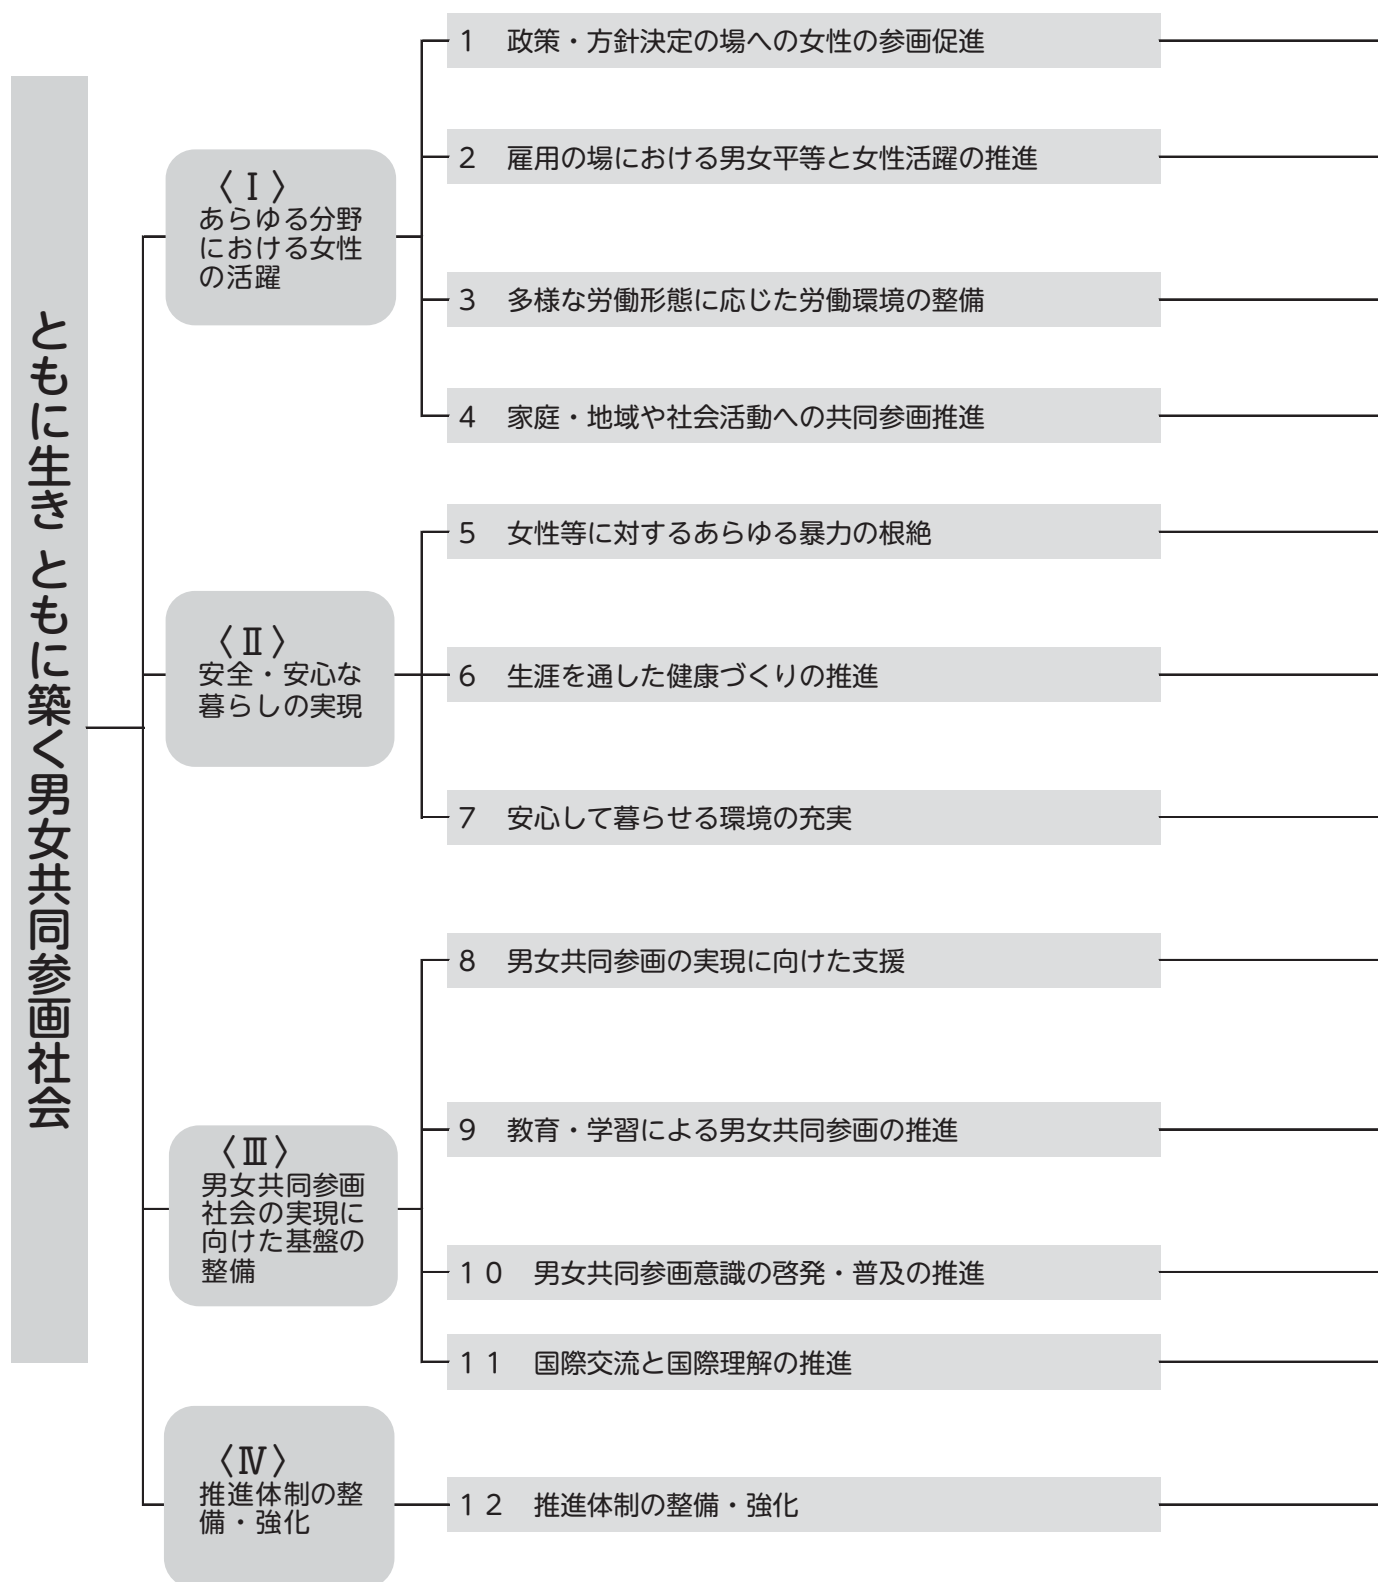 ともに生き ともに築く男女共同参画社会
〈Ⅰ〉
あらゆる分野
における女性
の活躍
1 政策・方針決定の場への女性の参画促進
2 雇用の場における男女平等と女性活躍の推進
3 多様な労働形態に応じた労働環境の整備
4 家庭・地域や社会活動への共同参画推進
〈Ⅱ〉
安全・安心な
暮らしの実現
5 女性等に対するあらゆる暴力の根絶
6 生涯を通した健康づくりの推進
7 安心して暮らせる環境の充実
〈Ⅲ〉
男女共同参画
社会の実現に
向けた基盤の
整備
8 男女共同参画の実現に向けた支援
9 教育・学習による男女共同参画の推進
10 男女共同参画意識の啓発・普及の推進
11 国際交流と国際理解の推進
〈Ⅳ〉
推進体制の整
備・強化
12 推進体制の整備・強化